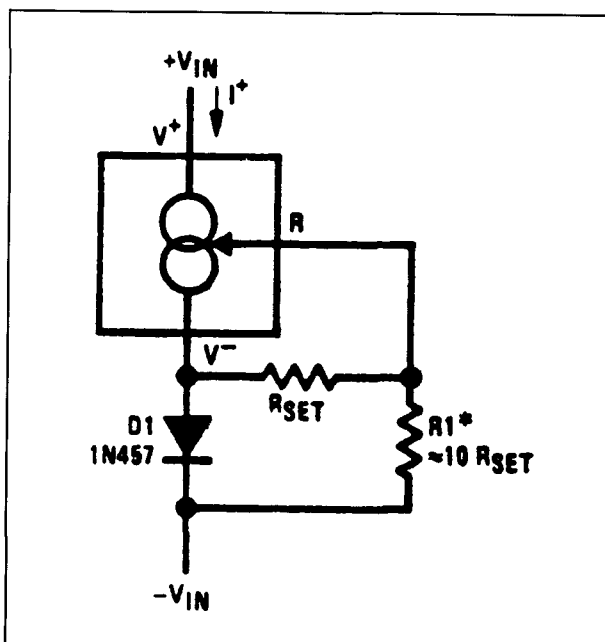 +VIN
I+
V+
R
V−
RSET
D1
1N457
R1*
≈10 RSET
−VIN